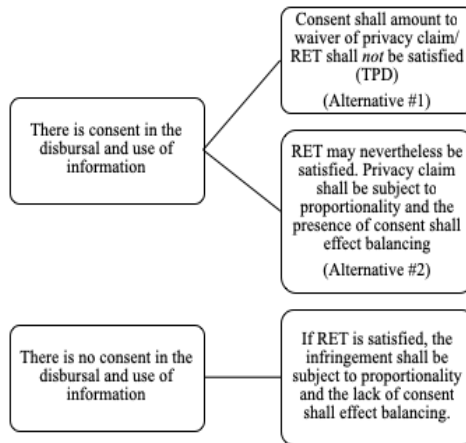 Consent shall amount to
waiver of privacy claim/
RET shall not be satisfied
(TPD)
(Alternative #1)
There is consent in the
disbursal and use of
information
RET may nevertheless be
satisfied. Privacy claim
shall be subject to
proportionality and the
presence of consent shall
effect balancing
(Alternative #2)
There is no consent in the
disbursal and use of
information
If RET is satisfied, the
infringement shall be
subject to proportionality
and the lack of consent
shall effect balancing.